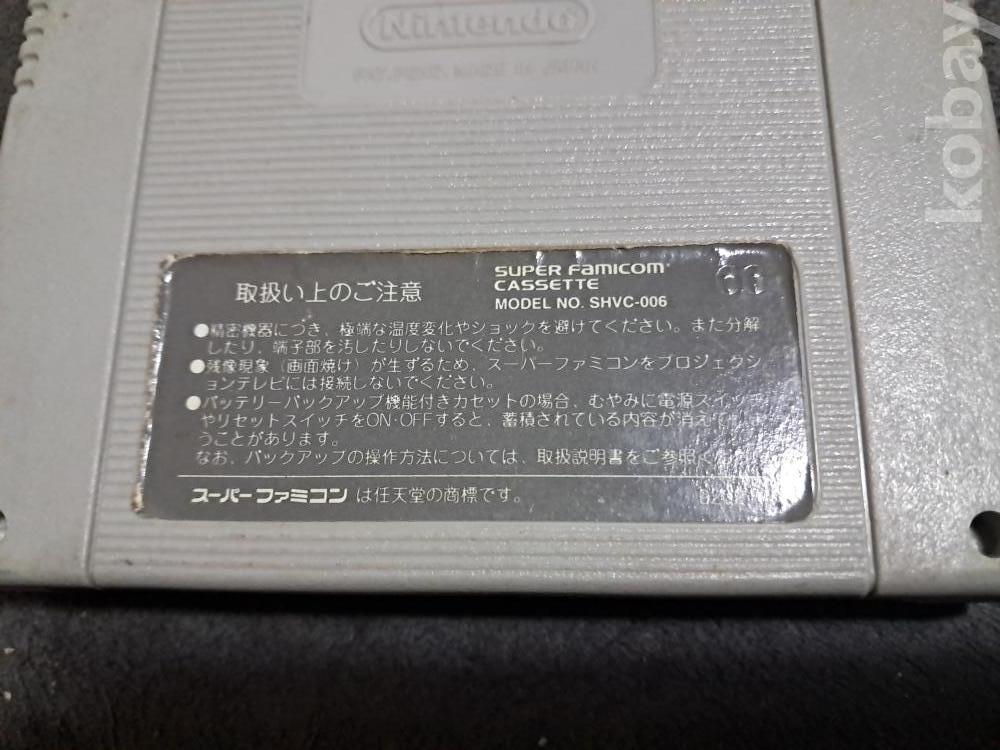 Nintendo
取扱い上のご注意
SUPER FAMICOM
CASSETTE
MODEL NO. SHVC-006
●精密機器につき、極端な温度変化やショックを避けてください。また分解
したり、端子部を汚したりしないでください。
●残像現象(画面焼け)が生ずるため、スーパーファミコンをプロジェクシ
ョンテレビには接続しないでください。
●バッテリーバックアップ機能付きカセットの場合、むやみに電源スイッチ
やリセットスイッチをON・OFFすると、蓄積されている内容が消えて
うことがあります。
なお、バックアップの操作方法については、取扱説明書をご参照
スーパーファミコンは任天堂の商標です。
kobay